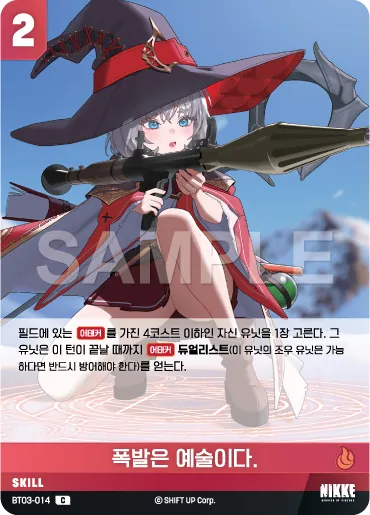 2
SAMPLE
필드에 있는 어태커 를 가진 4코스트 이하인 자신 유닛을 1장 고른다. 그
유닛은 이 턴이 끝날 때까지 어태커 듀얼리스트(이 유닛의 조우 유닛은 가능
하다면 반드시 방어해야 한다)를 얻는다.
폭발은 예술이다.
SKILL
BT03-014 C
© SHIFT UP Corp.
NIKKE